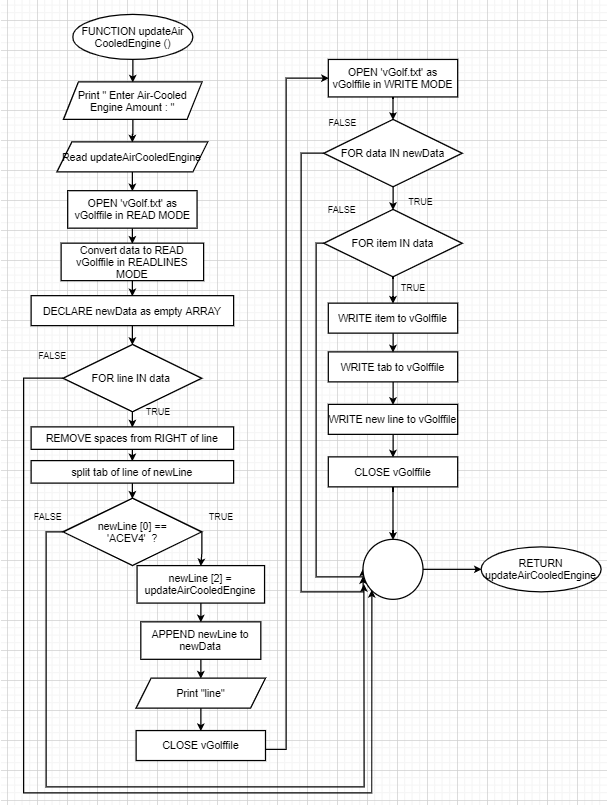 FUNCTION updateAir
CooledEngine ()
Print " Enter Air-Cooled
Engine Amount : "
Read updateAirCooledEngine
OPEN 'vGolf.txt' as
vGolffile in READ MODE
Convert data to READ
vGolffile in READLINES
MODE
DECLARE newData as empty ARRAY
FALSE
FOR line IN data
TRUE
REMOVE spaces from RIGHT of line
split tab of line of newLine
FALSE
TRUE
newLine [0] ==
'ACEV4' ?
newLine [2] =
updateAirCooledEngine
APPEND newLine to
newData
Print "line"
CLOSE vGolffile
OPEN 'vGolf.txt' as
vGolffile in WRITE MODE
FALSE
FOR data IN newData
TRUE
FALSE
FOR item IN data
TRUE
WRITE item to vGolffile
WRITE tab to vGolffile
WRITE new line to vGolffile
CLOSE vGolffile
RETURN
updateAirCooledEngine